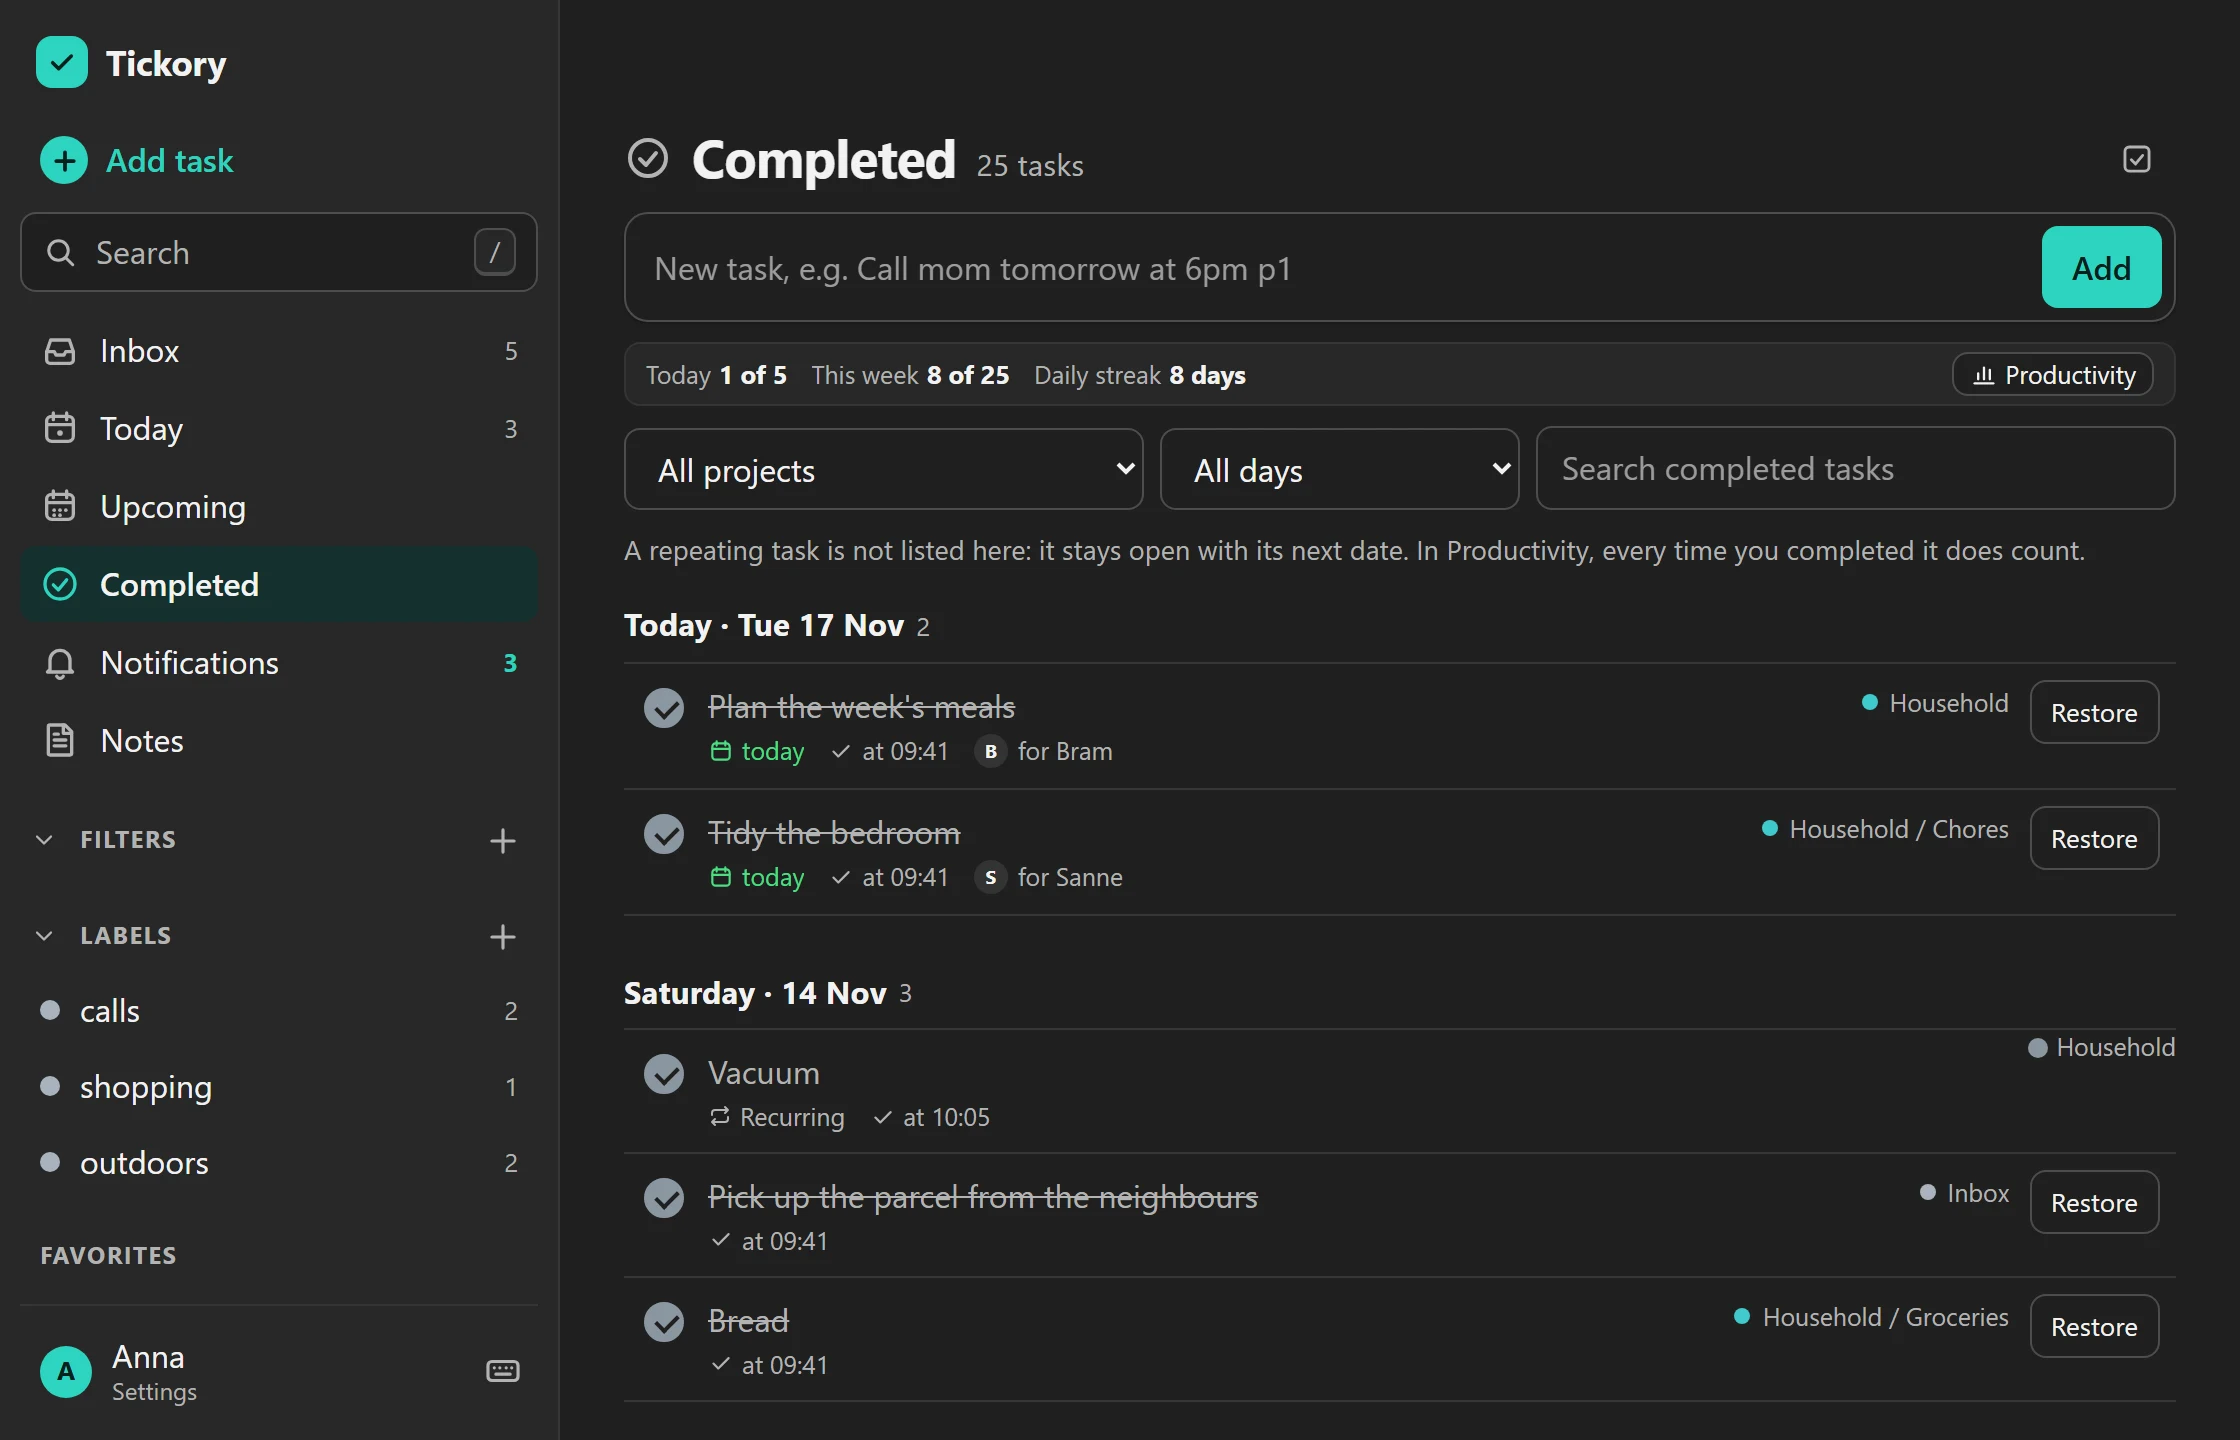 Tickory
Add task
Search /
Inbox 5
Today 3
Upcoming
Completed
Notifications 3
Notes
FILTERS
LABELS
calls 2
shopping 1
outdoors 2
FAVORITES
A Anna
Settings
Completed 25 tasks
New task, e.g. Call mom tomorrow at 6pm p1 Add
Today 1 of 5 This week 8 of 25 Daily streak 8 days Productivity
All projects All days Search completed tasks
A repeating task is not listed here: it stays open with its next date. In Productivity, every time you completed it does count.
Today · Tue 17 Nov 2
Plan the week's meals Household Restore
today at 09:41 B for Bram
Tidy the bedroom Household / Chores Restore
today at 09:41 S for Sanne
Saturday · 14 Nov 3
Vacuum Household
Recurring at 10:05
Pick up the parcel from the neighbours Inbox Restore
at 09:41
Bread Household / Groceries Restore
at 09:41